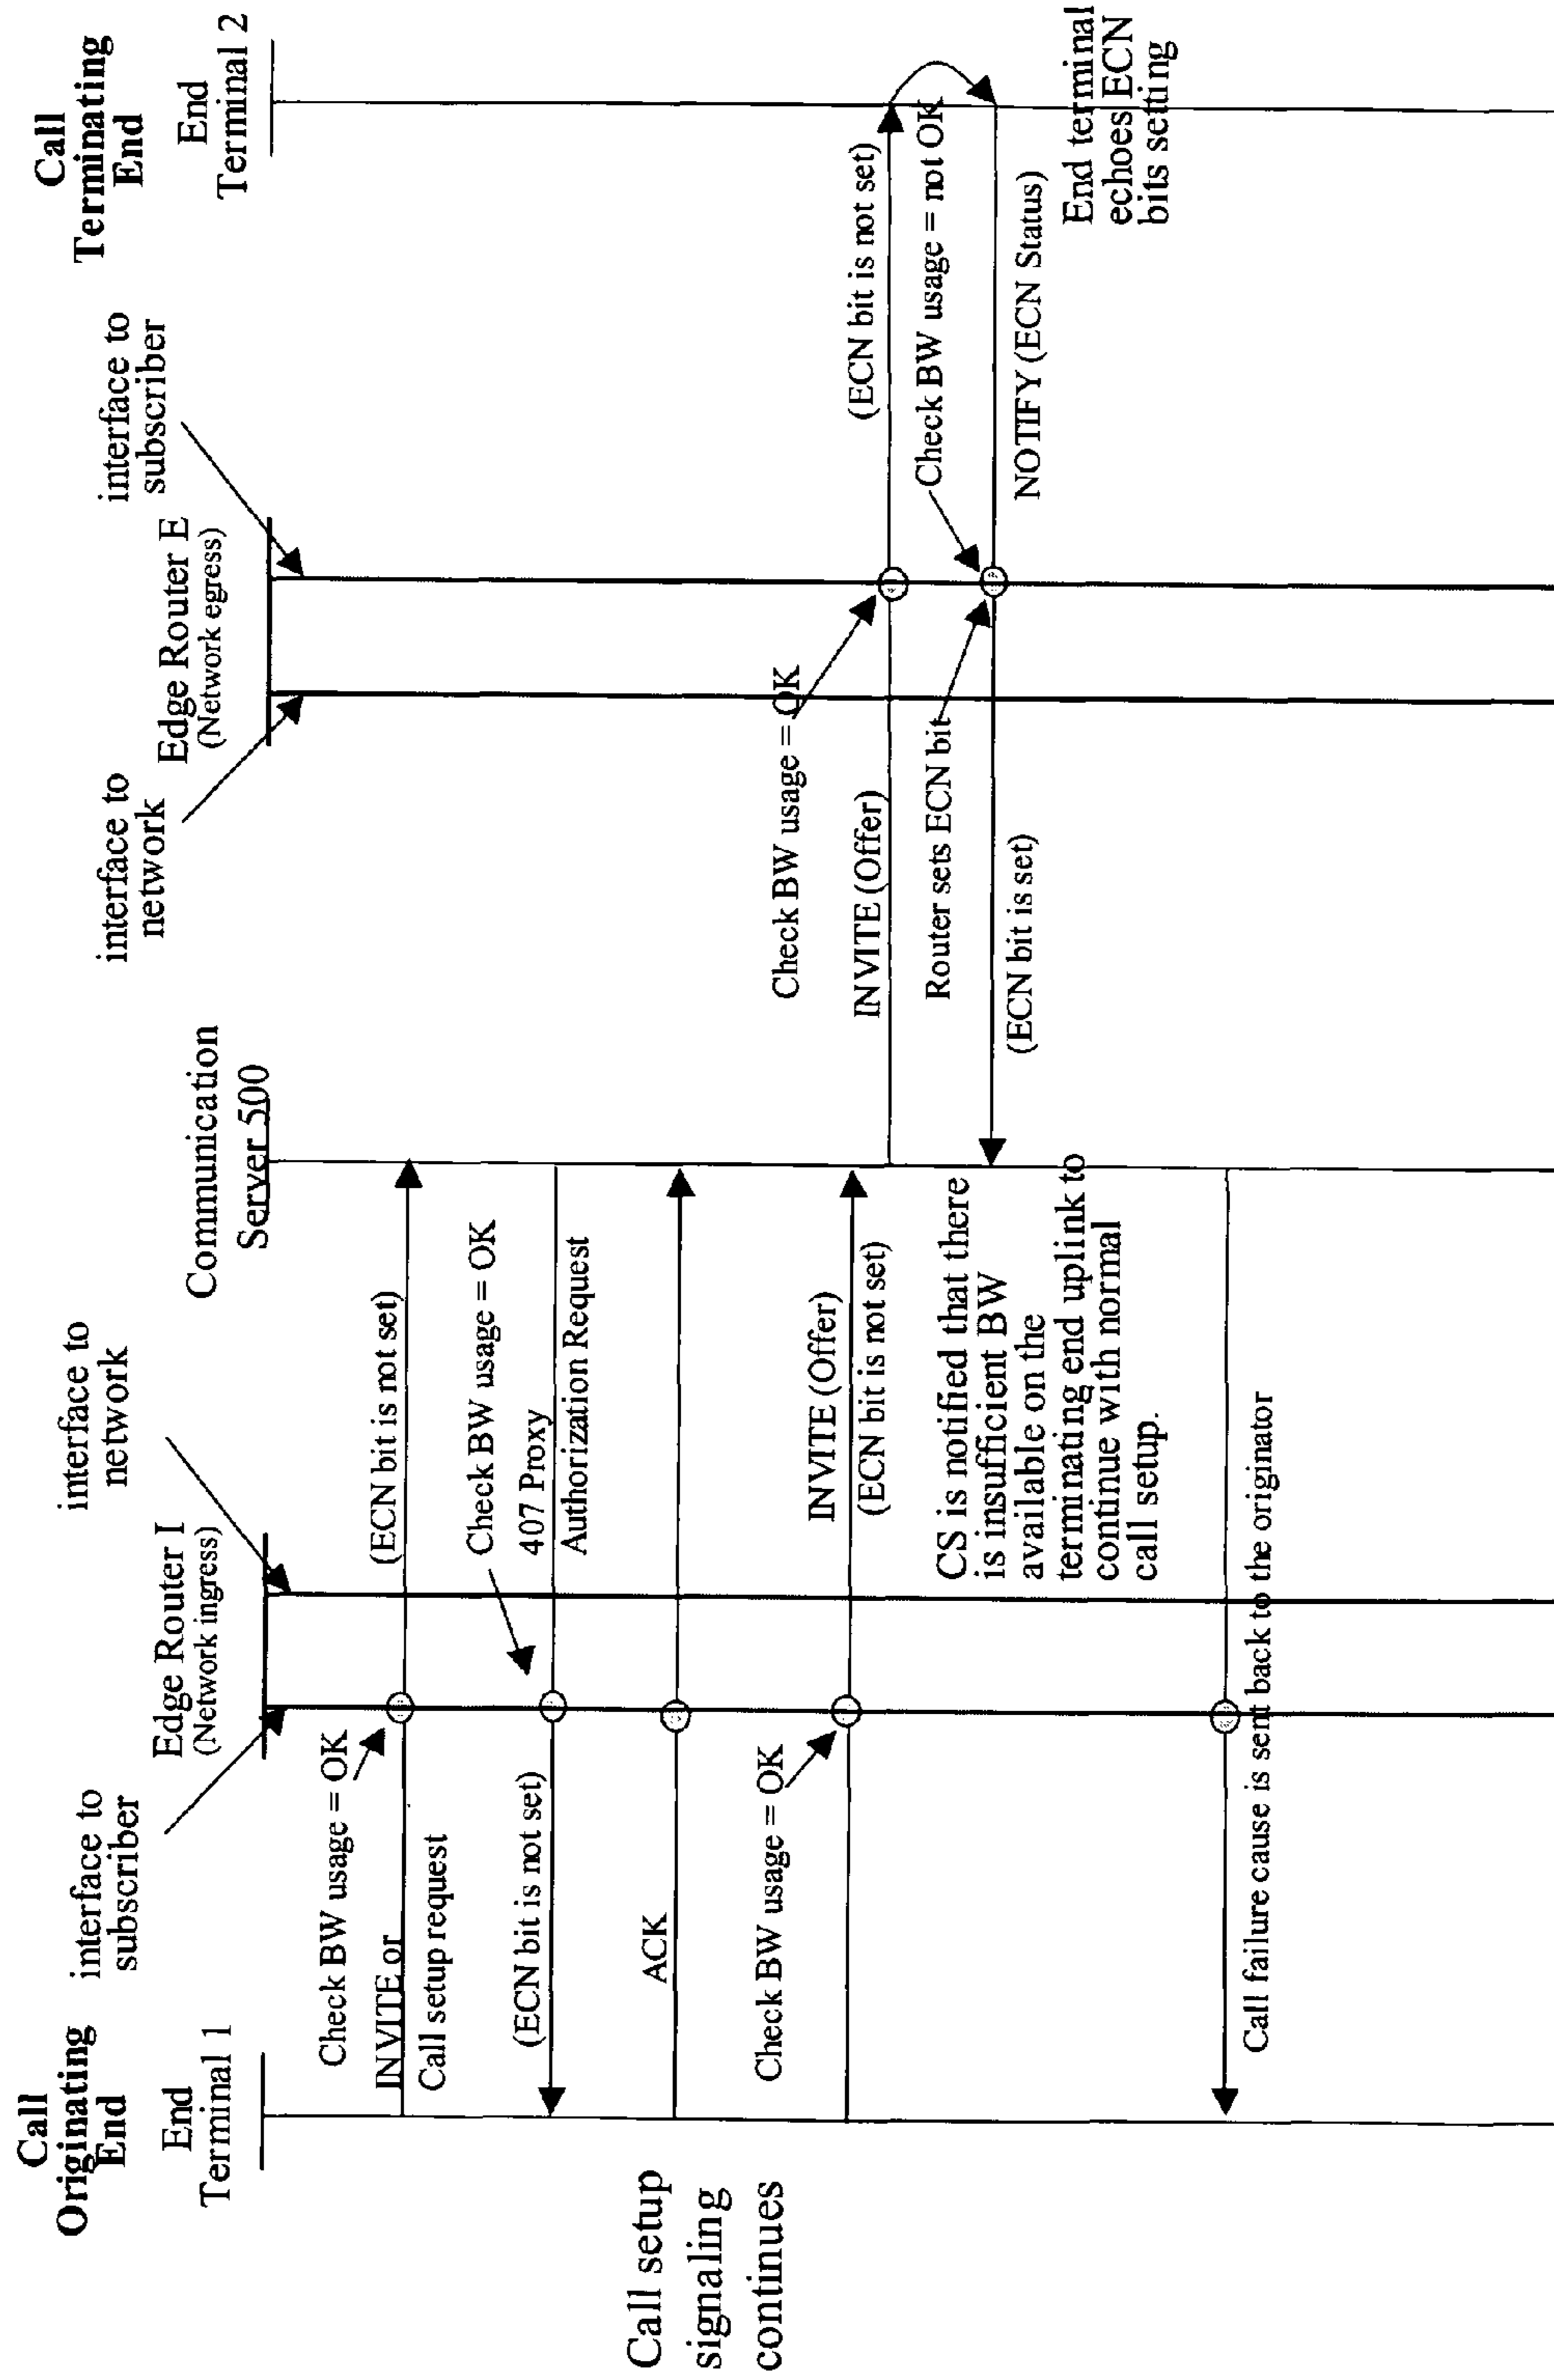 Call
Originating
End
End
Terminal 1
interface to
subscriber
Edge Router I
(Network ingress)
interface to
network
Communication
Server 500
interface to
network
Edge Router E
(Network egress)
interface to
subscriber
Call
Terminating
End
End
Terminal 2
Check BW usage = OK
INVITE or
Call setup request
(ECN bit is not set)
Check BW usage = OK
407 Proxy
Authorization Request
(ECN bit is not set)
Call setup
signaling
continues
ACK
Check BW usage = OK
INVITE (Offer)
(ECN bit is not set)
Check BW usage = OK
INVITE (Offer)
(ECN bit is not set)
Check BW usage = not OK
Router sets ECN bit
NOTIFY (ECN Status)
(ECN bit is set)
End terminal
echoes ECN
bits setting
CS is notified that there
is insufficient BW
available on the
terminating end uplink to
continue with normal
call setup.
Call failure cause is sent back to the originator